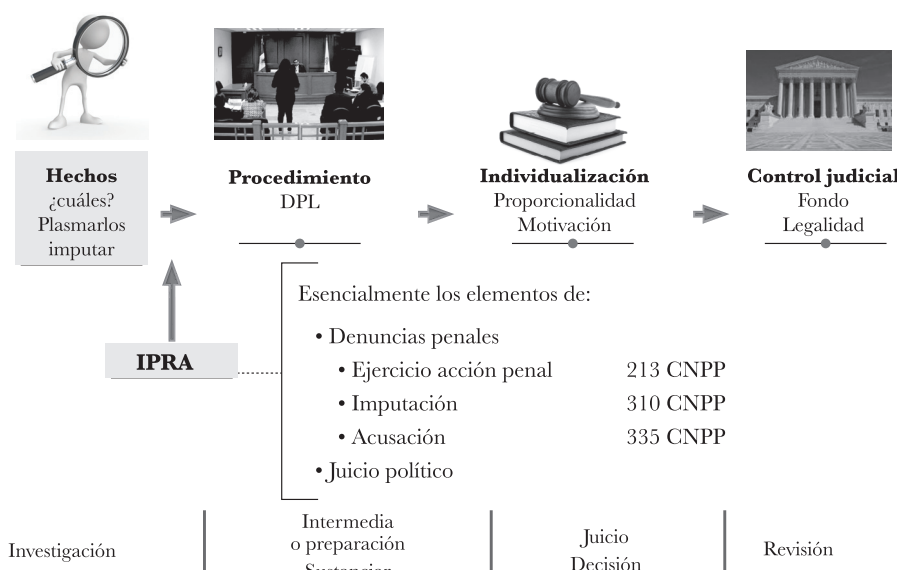 Hechos
¿cuáles?
Plasmarlos
imputar
Procedimiento
DPL
Individualización
Proporcionalidad
Motivación
Control judicial
Fondo
Legalidad
IPRA
Esencialmente los elementos de:
• Denuncias penales
• Ejercicio acción penal 213 CNPP
• Imputación 310 CNPP
• Acusación 335 CNPP
• Juicio político
Investigación
Intermedia
o preparación
Juicio
Decisión
Revisión